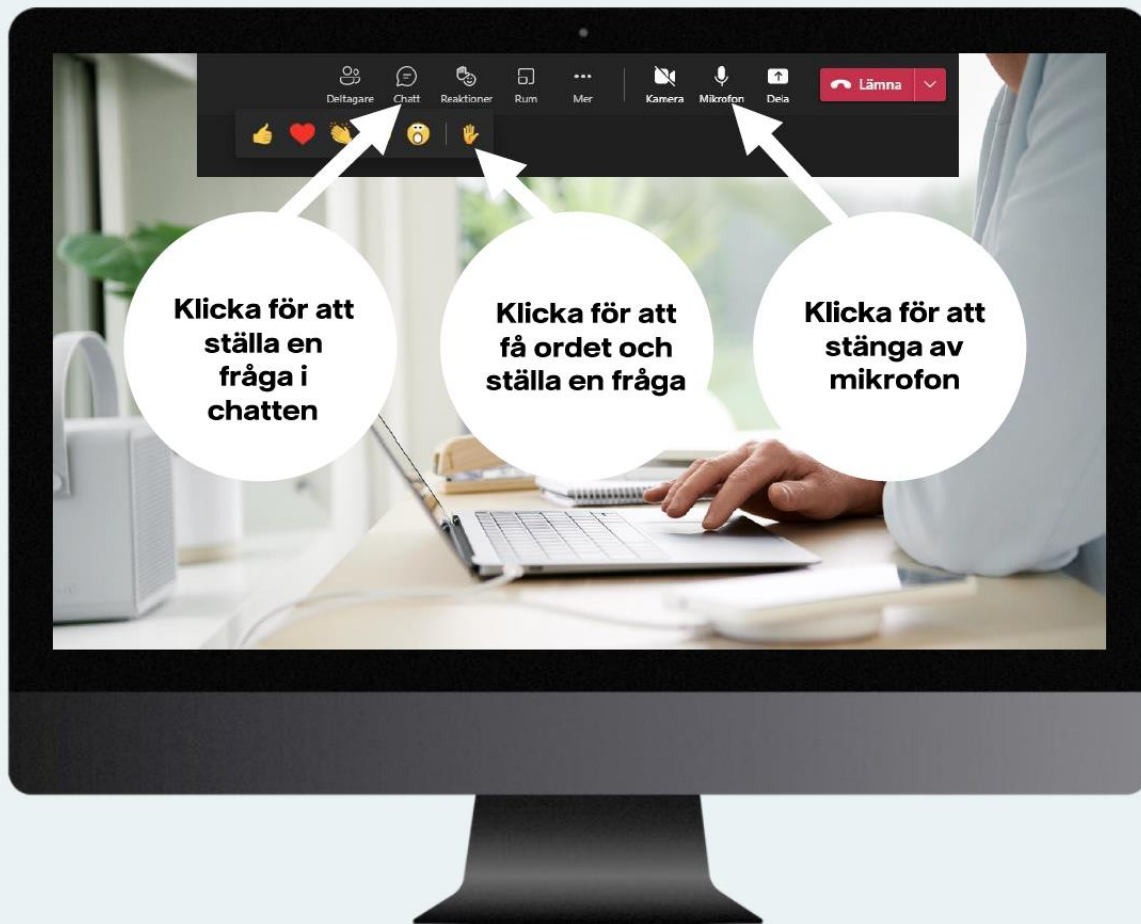 Deltagare Chatt Reaktioner Rum Mer Kamera Mikrofon Dela Lämna
Klicka för att
ställa en
fråga i
chatten
Klicka för att
få ordet och
ställa en fråga
Klicka för att
stänga av
mikrofon